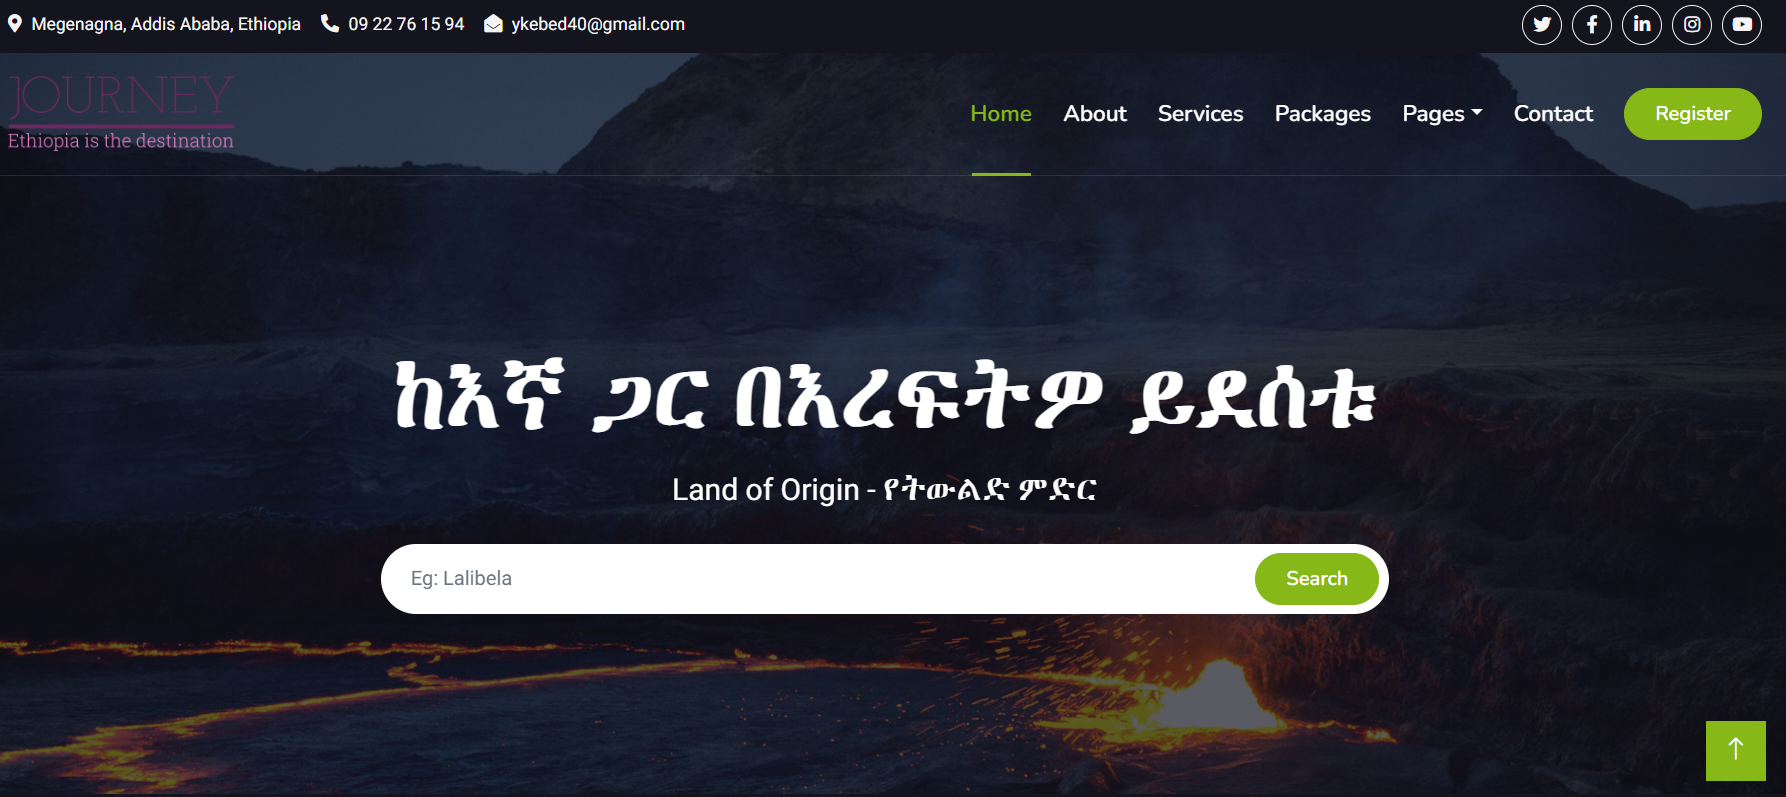 Megenagna, Addis Ababa, Ethiopia 09 22 76 15 94 ykebed40@gmail.com
JOURNEY
Ethiopia is the destination
Home About Services Packages Pages Contact Register
ከእኛ ጋር በእረፍትዎ ይደሰቱ
Land of Origin - የትውልድ ምድር
Eg: Lalibela Search